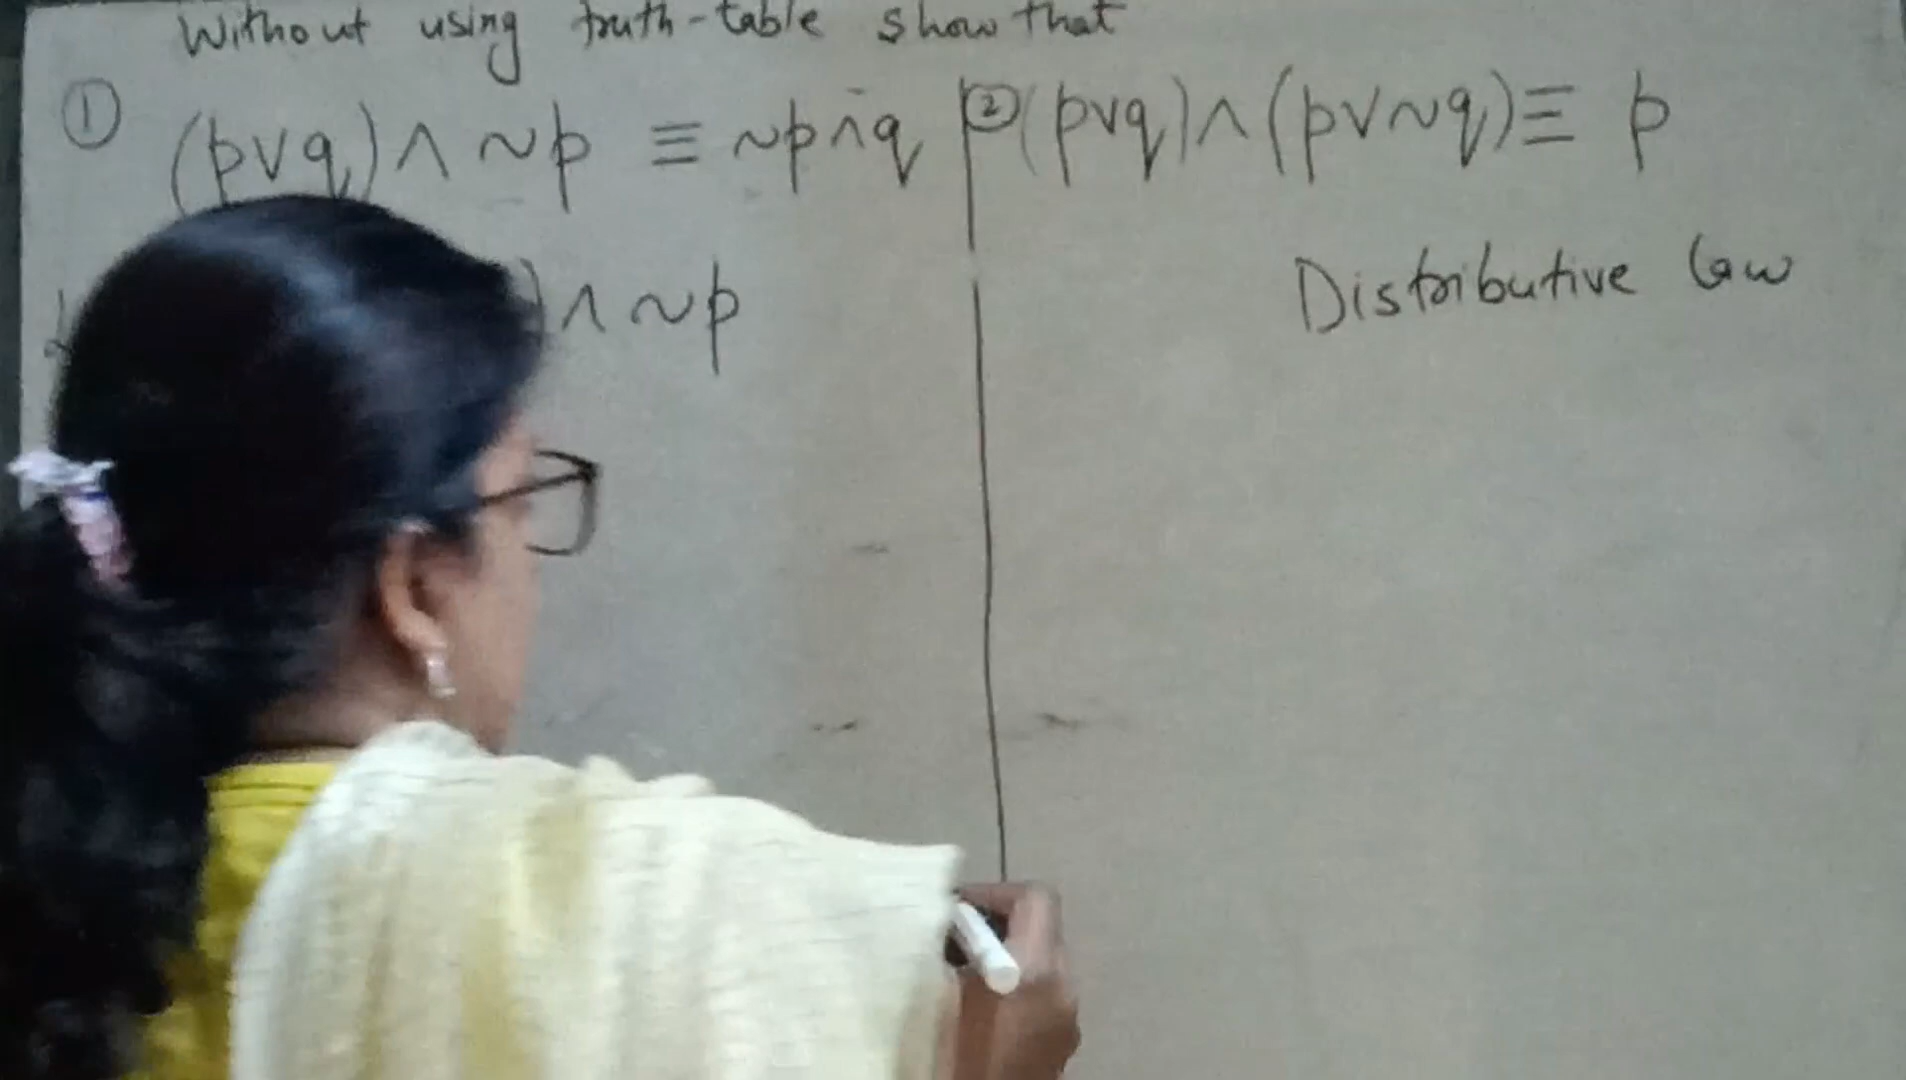 Without using truth-table show that
① (p∨q)∧ ~p ≡ ~p∧q
② (p∨q)∧(p∨~q)≡ p
)∧ ~p
Distributive law